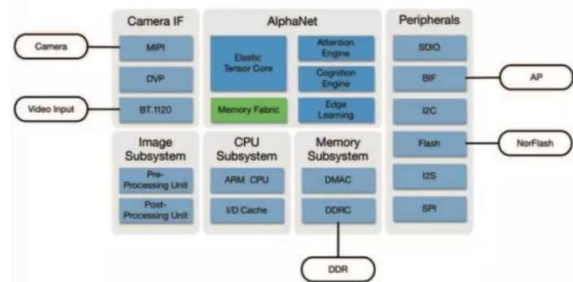 Camera IF
AlphaNet
Peripherals
Camera
MIPI
Elastic
Tensor Core
Attention
Engine
SDIO
DVP
Cognition
Engine
BIF
AP
Video Input
BT.1120
Memory Fabric
Edge
Learning
I2C
Image
Subsystem
CPU
Subsystem
Memory
Subsystem
Flash
NorFlash
Pre-
Processing Unit
ARM CPU
DMAC
I2S
Post-
Processing Unit
I/D Cache
DDRC
SPI
DDR